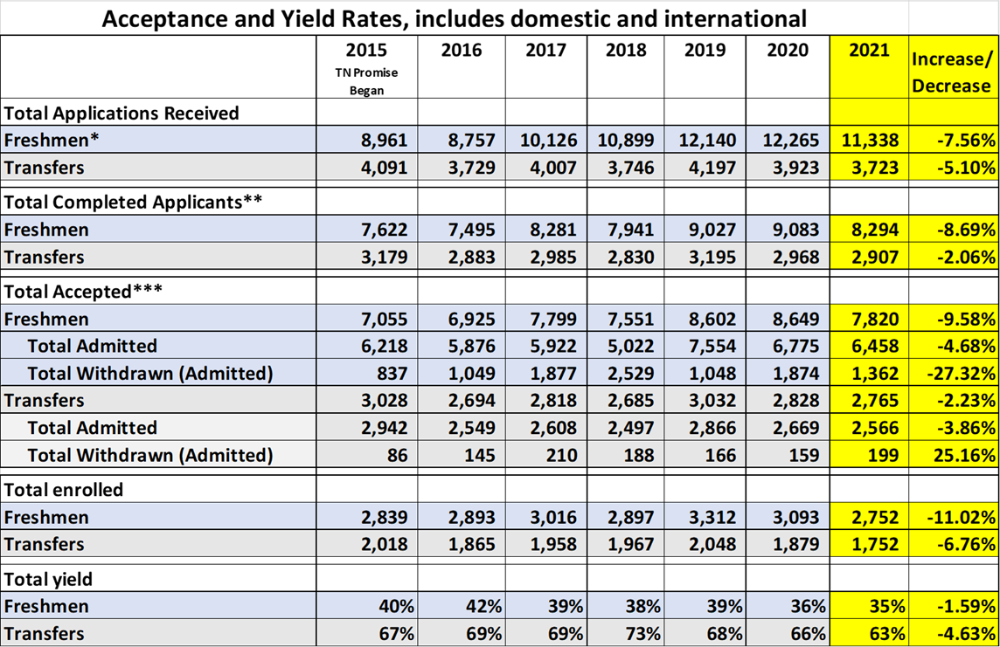 Acceptance and Yield Rates, includes domestic and international
2015 2016 2017 2018 2019 2020 2021 Increase/
TN Promise
Began Decrease
Total Applications Received
Freshmen* 8,961 8,757 10,126 10,899 12,140 12,265 11,338 -7.56%
Transfers 4,091 3,729 4,007 3,746 4,197 3,923 3,723 -5.10%
Total Completed Applicants**
Freshmen 7,622 7,495 8,281 7,941 9,027 9,083 8,294 -8.69%
Transfers 3,179 2,883 2,985 2,830 3,195 2,968 2,907 -2.06%
Total Accepted***
Freshmen 7,055 6,925 7,799 7,551 8,602 8,649 7,820 -9.58%
Total Admitted 6,218 5,876 5,922 5,022 7,554 6,775 6,458 -4.68%
Total Withdrawn (Admitted) 837 1,049 1,877 2,529 1,048 1,874 1,362 -27.32%
Transfers 3,028 2,694 2,818 2,685 3,032 2,828 2,765 -2.23%
Total Admitted 2,942 2,549 2,608 2,497 2,866 2,669 2,566 -3.86%
Total Withdrawn (Admitted) 86 145 210 188 166 159 199 25.16%
Total enrolled
Freshmen 2,839 2,893 3,016 2,897 3,312 3,093 2,752 -11.02%
Transfers 2,018 1,865 1,958 1,967 2,048 1,879 1,752 -6.76%
Total yield
Freshmen 40% 42% 39% 38% 39% 36% 35% -1.59%
Transfers 67% 69% 69% 73% 68% 66% 63% -4.63%